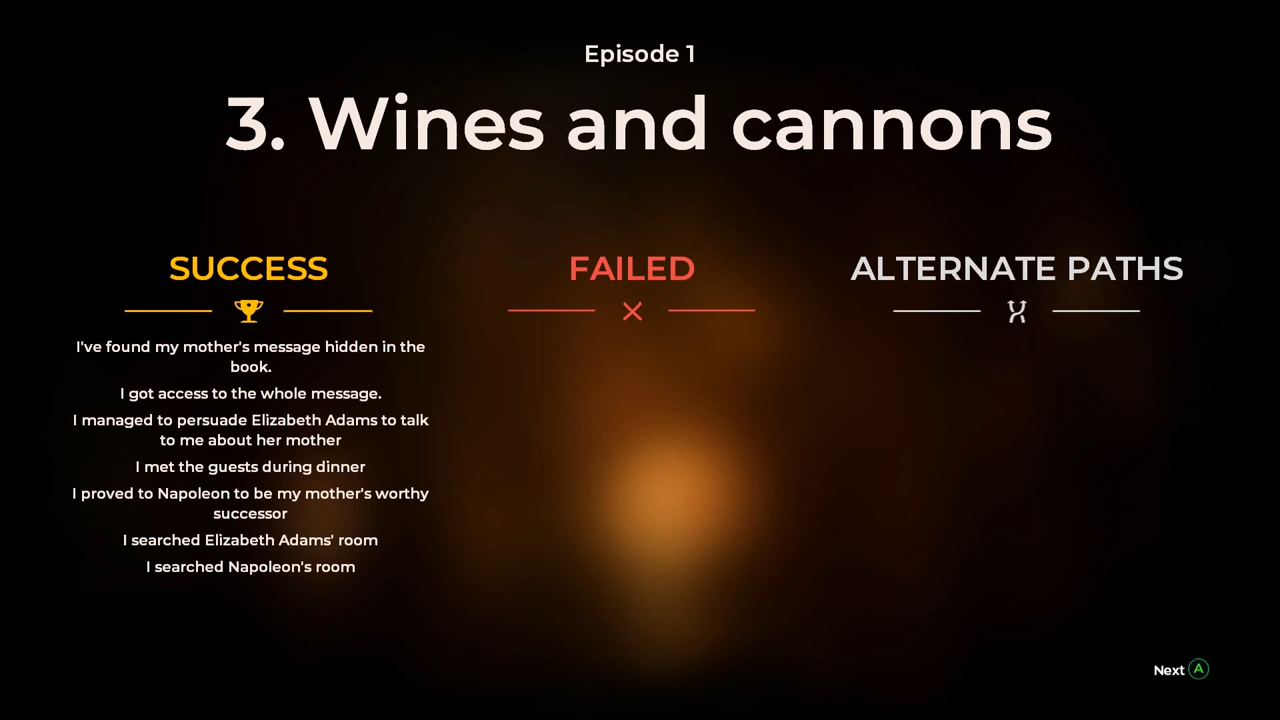 Episode 1
3. Wines and cannons
SUCCESS
I've found my mother's message hidden in the
book.
I got access to the whole message.
I managed to persuade Elizabeth Adams to talk
to me about her mother
I met the guests during dinner
I proved to Napoleon to be my mother's worthy
successor
I searched Elizabeth Adams' room
I searched Napoleon's room
FAILED
ALTERNATE PATHS
Next A